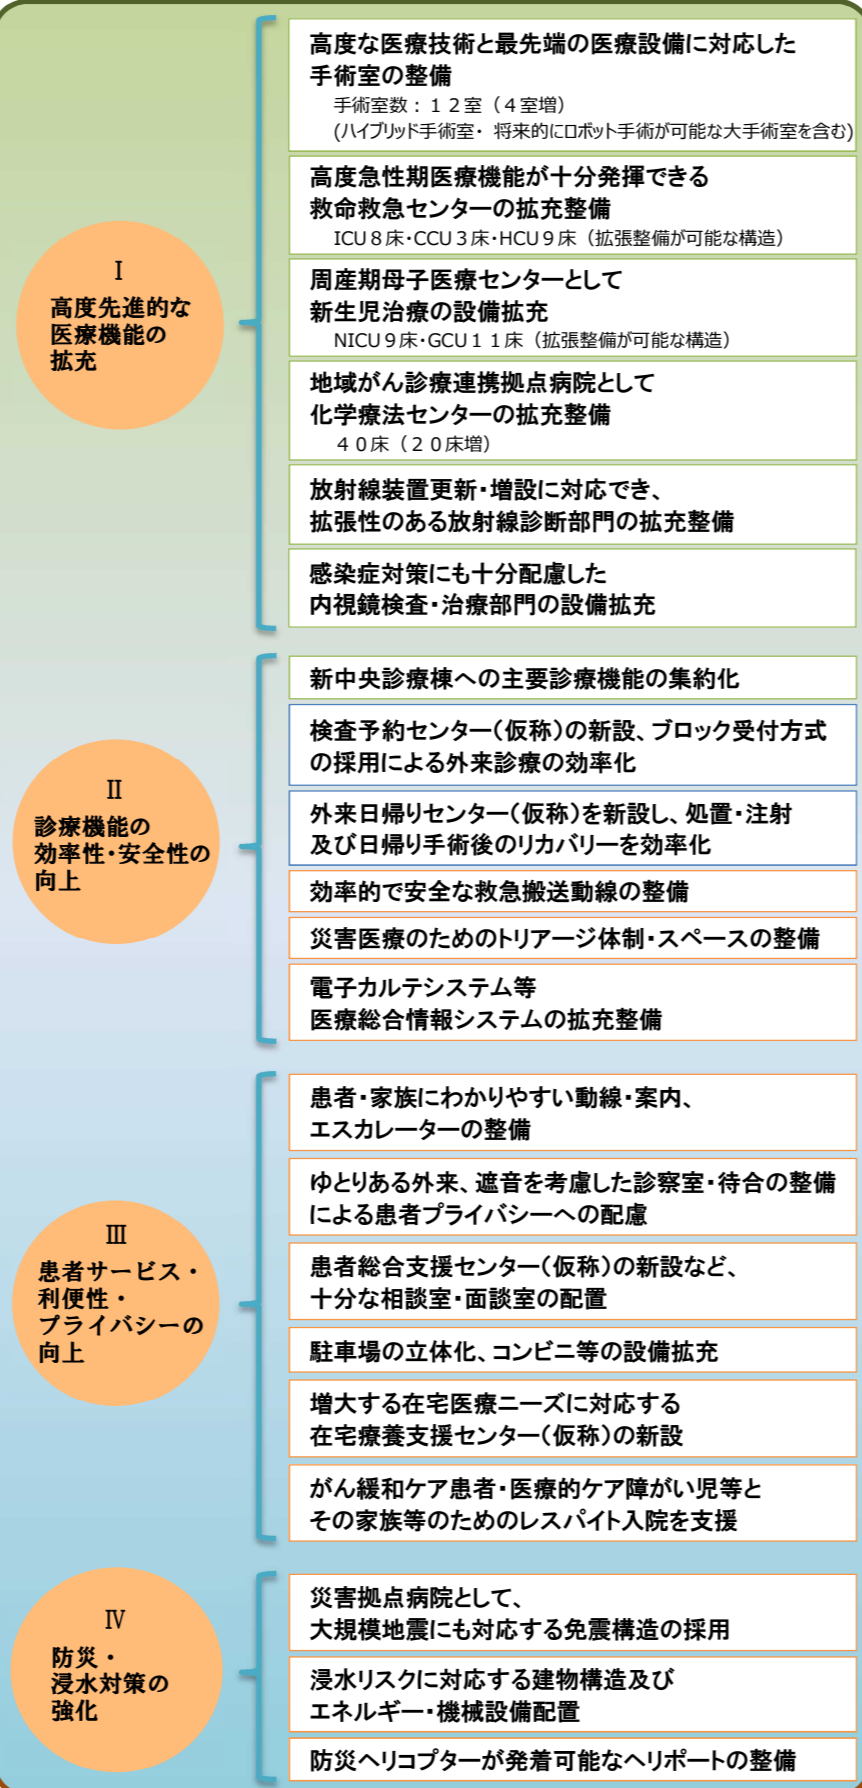 Ⅰ
高度先進的な
医療機能の
拡充
高度な医療技術と最先端の医療設備に対応した
手術室の整備
手術室数：１２室（４室増）
(ハイブリッド手術室・ 将来的にロボット手術が可能な大手術室を含む)
高度急性期医療機能が十分発揮できる
救命救急センターの拡充整備
ICU８床・CCU３床・HCU９床（拡張整備が可能な構造）
周産期母子医療センターとして
新生児治療の設備拡充
NICU９床・GCU１１床（拡張整備が可能な構造）
地域がん診療連携拠点病院として
化学療法センターの拡充整備
４０床（２０床増）
放射線装置更新・増設に対応でき、
拡張性のある放射線診断部門の拡充整備
感染症対策にも十分配慮した
内視鏡検査・治療部門の設備拡充
Ⅱ
診療機能の
効率性・安全性の
向上
新中央診療棟への主要診療機能の集約化
検査予約センター（仮称）の新設、ブロック受付方式
の採用による外来診療の効率化
外来日帰りセンター（仮称）を新設し、処置・注射
及び日帰り手術後のリカバリーを効率化
効率的で安全な救急搬送動線の整備
災害医療のためのトリアージ体制・スペースの整備
電子カルテシステム等
医療総合情報システムの拡充整備
Ⅲ
患者サービス・
利便性・
プライバシーの
向上
患者・家族にわかりやすい動線・案内、
エスカレーターの整備
ゆとりある外来、遮音を考慮した診察室・待合の整備
による患者プライバシーへの配慮
患者総合支援センター（仮称）の新設など、
十分な相談室・面談室の配置
駐車場の立体化、コンビニ等の設備拡充
増大する在宅医療ニーズに対応する
在宅療養支援センター（仮称）の新設
がん緩和ケア患者・医療的ケア障がい児等と
その家族等のためのレスパイト入院を支援
Ⅳ
防災・
浸水対策の
強化
災害拠点病院として、
大規模地震にも対応する免震構造の採用
浸水リスクに対応する建物構造及び
エネルギー・機械設備配置
防災ヘリコプターが発着可能なヘリポートの整備